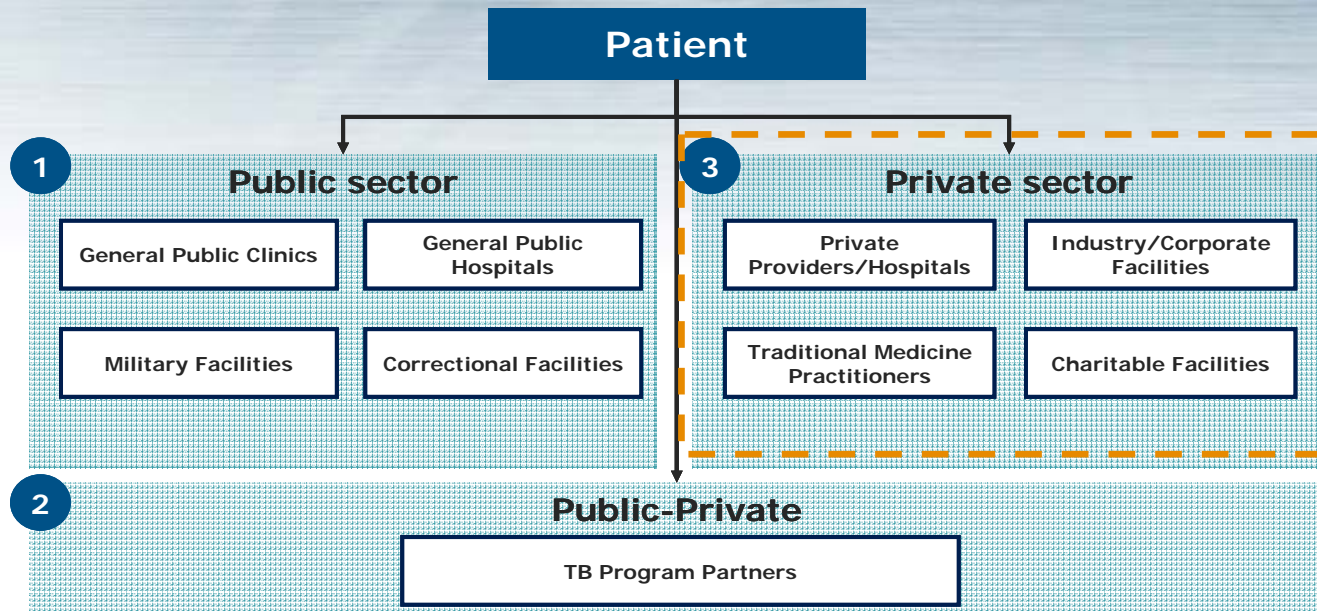 Patient
1
Public sector
General Public Clinics
General Public
Hospitals
Military Facilities
Correctional Facilities
3
Private sector
Private
Providers/Hospitals
Industry/Corporate
Facilities
Traditional Medicine
Practitioners
Charitable Facilities
2
Public-Private
TB Program Partners